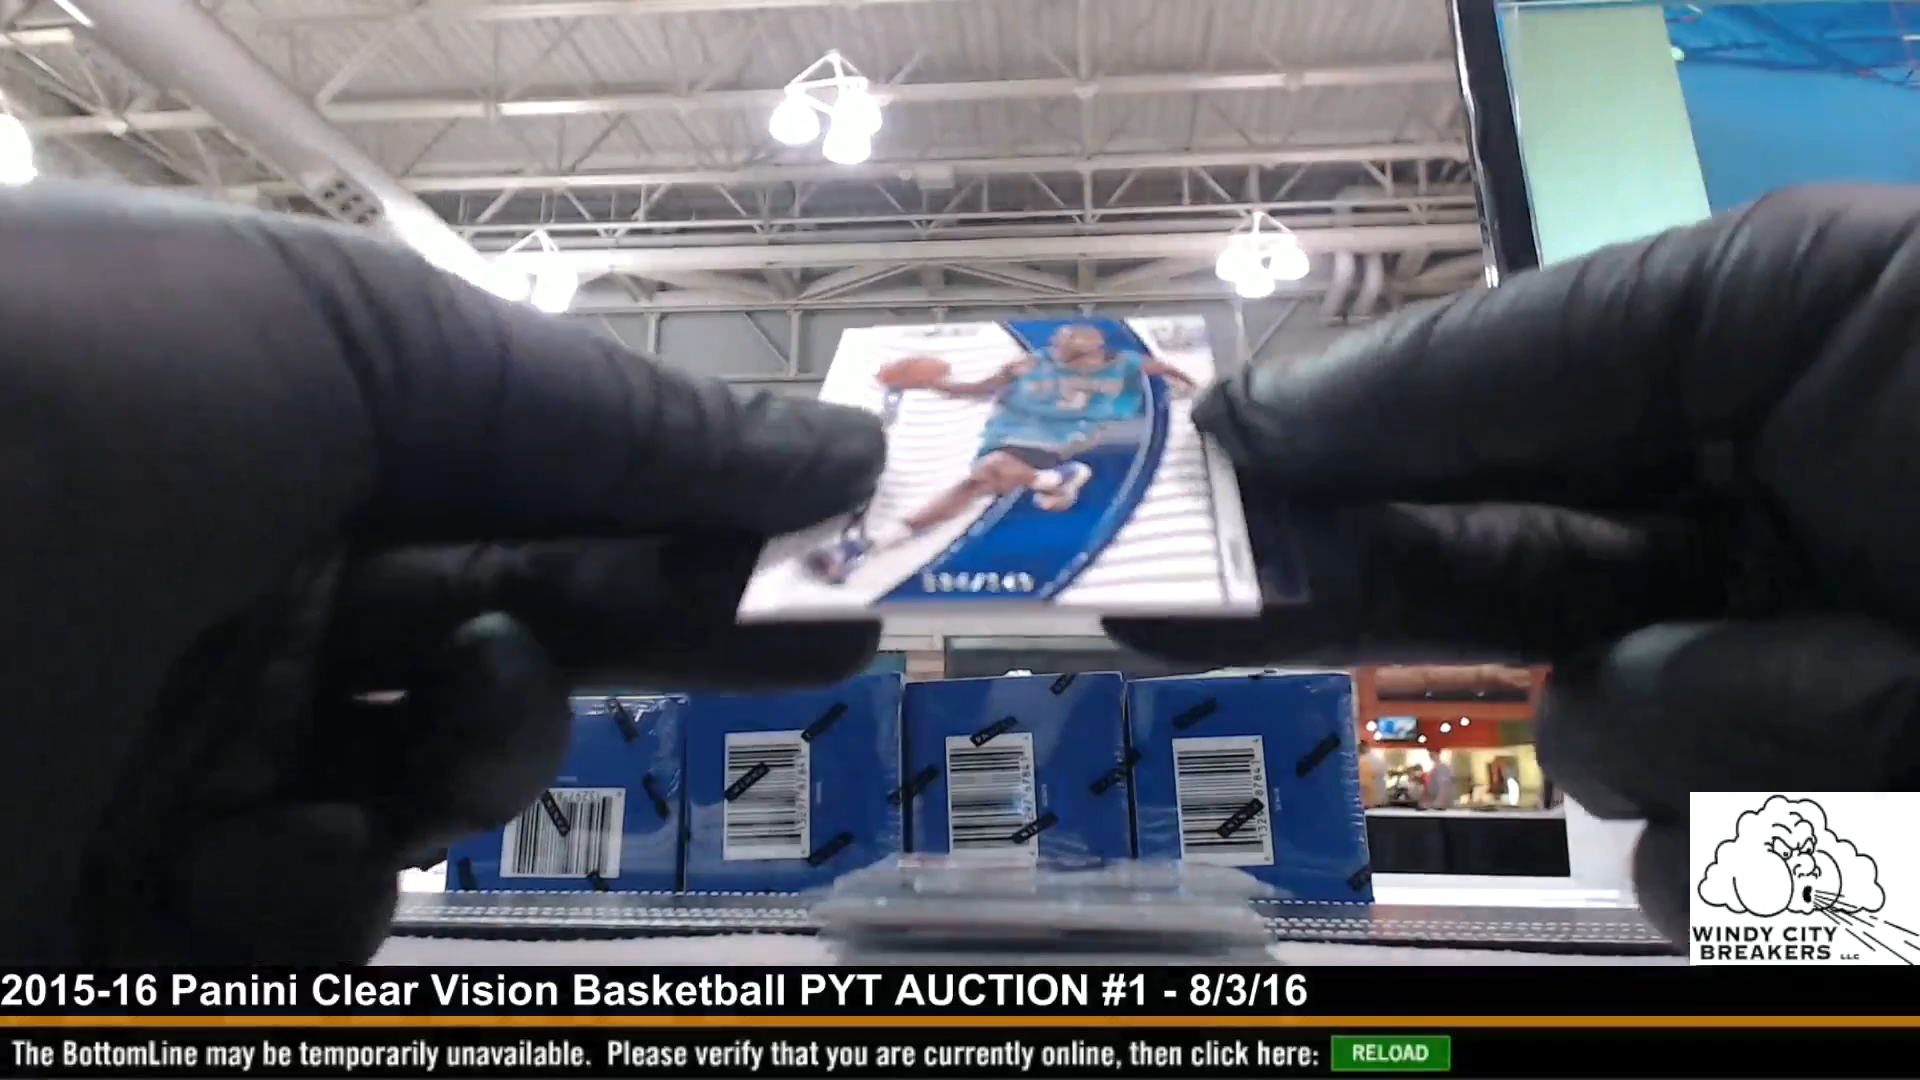 WINDY CITY
BREAKERS LLC
2015-16 Panini Clear Vision Basketball PYT AUCTION #1 - 8/3/16
The BottomLine may be temporarily unavailable. Please verify that you are currently online, then click here: RELOAD